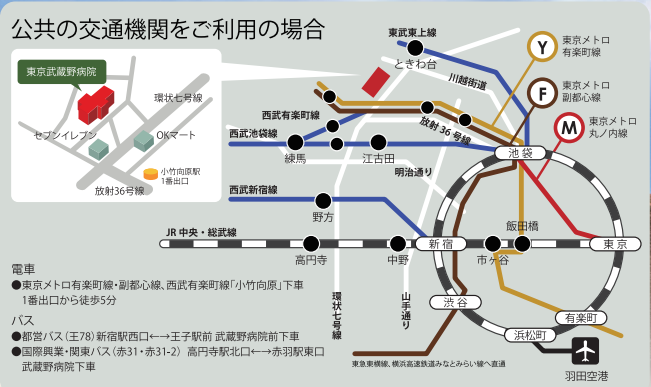 公共の交通機関をご利用の場合
東京武蔵野病院
環状七号線
セブンイレブン
OKマート
小竹向原駅
1番出口
放射36号線
東武東上線
ときわ台
川越街道
Y
東京メトロ
有楽町線
F
東京メトロ
副都心線
M
東京メトロ
丸ノ内線
西武有楽町線
放射36号線
西武池袋線
練馬
江古田
池袋
明治通り
西武新宿線
野方
飯田橋
JR中央・総武線
新宿
東京
高円寺
中野
市ヶ谷
環状七号線
山手通り
渋谷
有楽町
浜松町
東急東横線、横浜高速鉄道みなとみらい線へ直通
羽田空港
電車
●東京メトロ有楽町線・副都心線、西武有楽町線「小竹向原」下車
1番出口から徒歩5分
バス
●都営バス（王78）新宿駅西口←→王子駅前 武蔵野病院前下車
●国際興業・関東バス（赤31・赤31-2） 高円寺駅北口←→赤羽駅東口
武蔵野病院下車